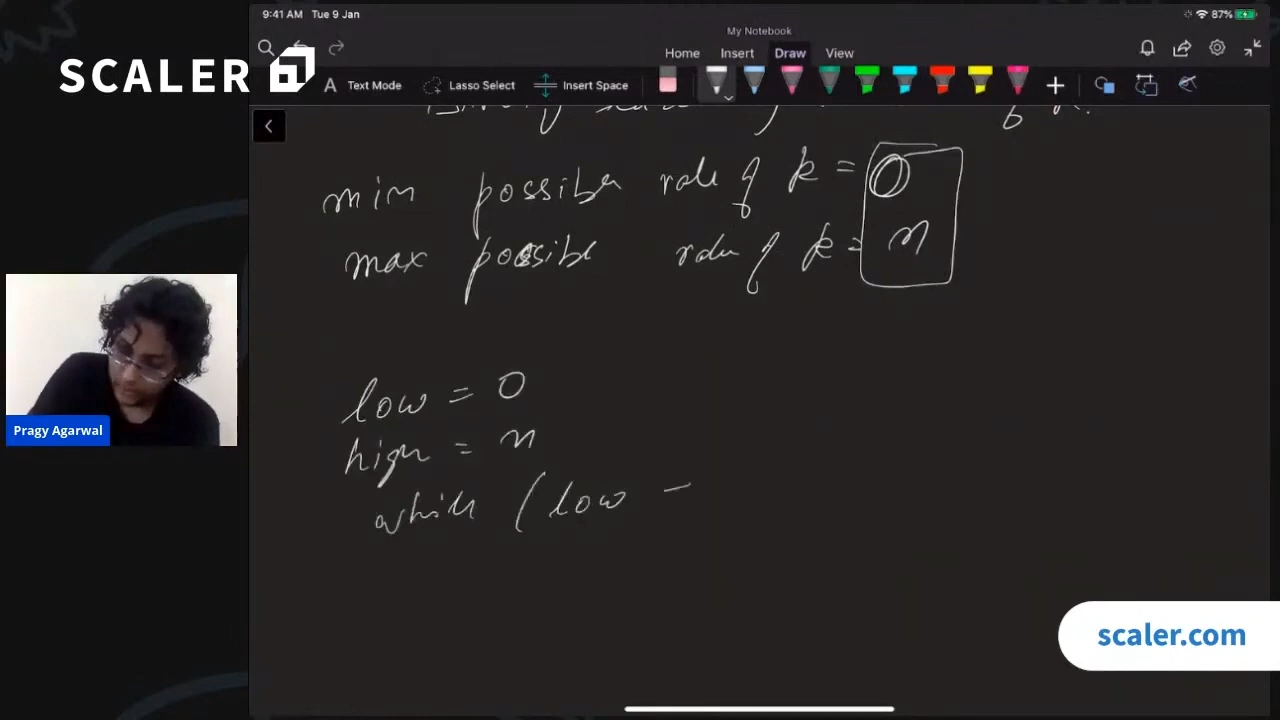 9:41 AM Tue 9 Jan
87%
My Notebook
SCALER
Home Insert Draw View
Text Mode Lasso Select Insert Space
min possible value of k = 0
max possible value of k = n
low = 0
high = n
while ( low -
Pragy Agarwal
scaler.com